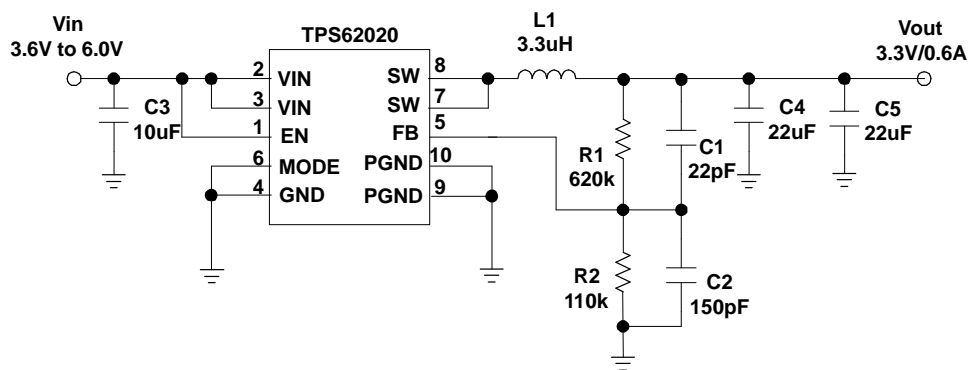 Vin
3.6V to 6.0V
TPS62020
L1
3.3uH
Vout
3.3V/0.6A
2 VIN SW 8
3 VIN SW 7
1 EN FB 5
6 MODE PGND 10
4 GND PGND 9
C3
10uF
R1
620k
C1
22pF
C4
22uF
C5
22uF
R2
110k
C2
150pF